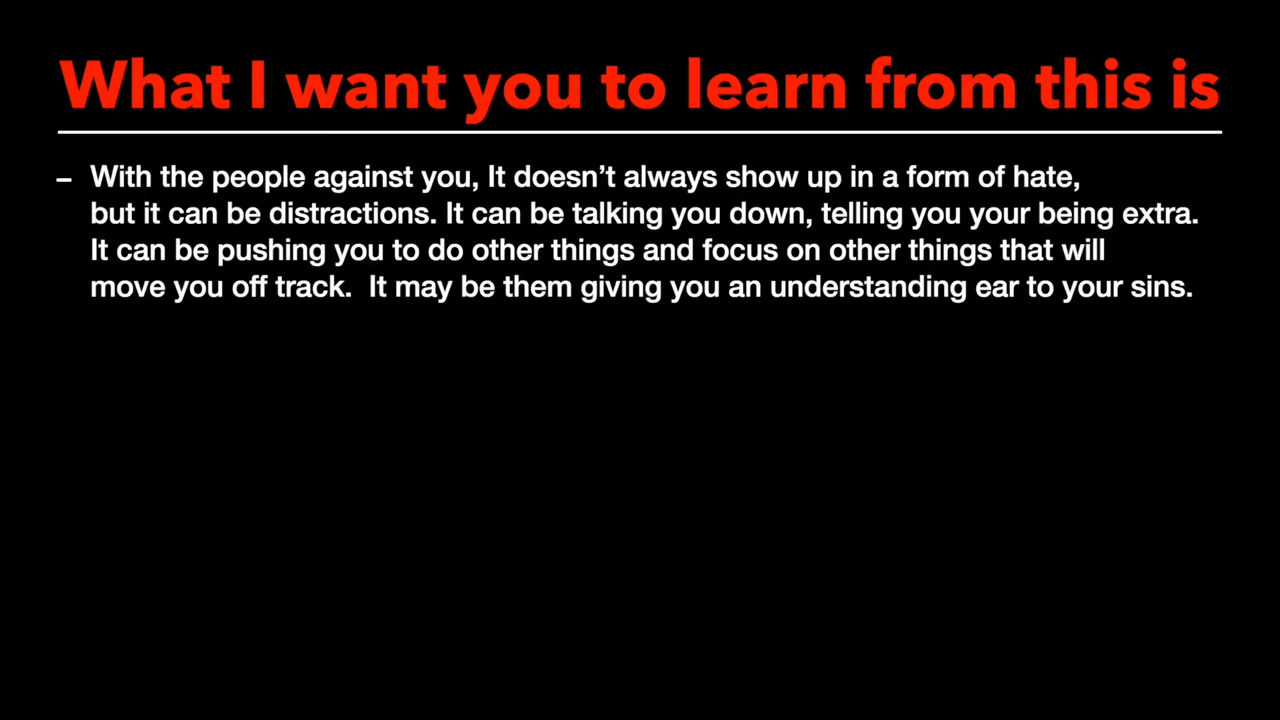 What I want you to learn from this is
- With the people against you, It doesn’t always show up in a form of hate,
but it can be distractions. It can be talking you down, telling you your being extra.
It can be pushing you to do other things and focus on other things that will
move you off track.  It may be them giving you an understanding ear to your sins.